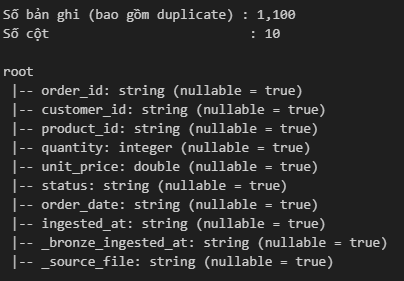 Số bản ghi (bao gồm duplicate) : 1,100
Số cột                         : 10

root
 |-- order_id: string (nullable = true)
 |-- customer_id: string (nullable = true)
 |-- product_id: string (nullable = true)
 |-- quantity: integer (nullable = true)
 |-- unit_price: double (nullable = true)
 |-- status: string (nullable = true)
 |-- order_date: string (nullable = true)
 |-- ingested_at: string (nullable = true)
 |-- _bronze_ingested_at: string (nullable = true)
 |-- _source_file: string (nullable = true)